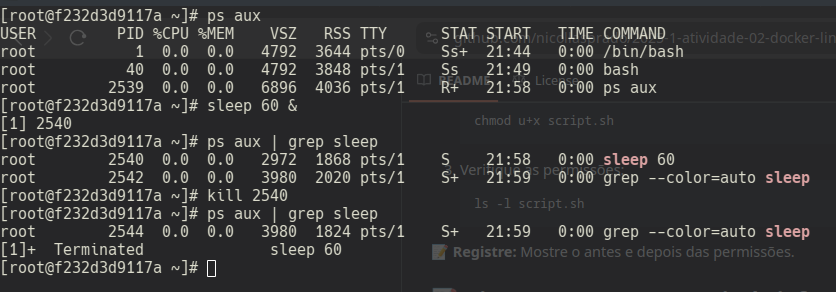 [root@f232d3d9117a ~]# ps aux
USER         PID %CPU %MEM    VSZ   RSS TTY      STAT START   TIME COMMAND
root           1  0.0  0.0   4792  3644 pts/0    Ss+  21:44   0:00 /bin/bash
root          40  0.0  0.0   4792  3848 pts/1    Ss   21:49   0:00 bash
root        2539  0.0  0.0   6896  4036 pts/1    R+   21:58   0:00 ps aux
[root@f232d3d9117a ~]# sleep 60 &
[1] 2540
[root@f232d3d9117a ~]# ps aux | grep sleep
root        2540  0.0  0.0   2972  1868 pts/1    S    21:58   0:00 sleep 60
root        2542  0.0  0.0   3980  2020 pts/1    S+   21:59   0:00 grep --color=auto sleep
[root@f232d3d9117a ~]# kill 2540
[root@f232d3d9117a ~]# ps aux | grep sleep
root        2544  0.0  0.0   3980  1824 pts/1    S+   21:59   0:00 grep --color=auto sleep
[1]+  Terminated              sleep 60
[root@f232d3d9117a ~]#
README
License
chmod u+x script.sh
Verifique as permissões:
ls -l script.sh
Registre: Mostre o antes e depois das permissões.